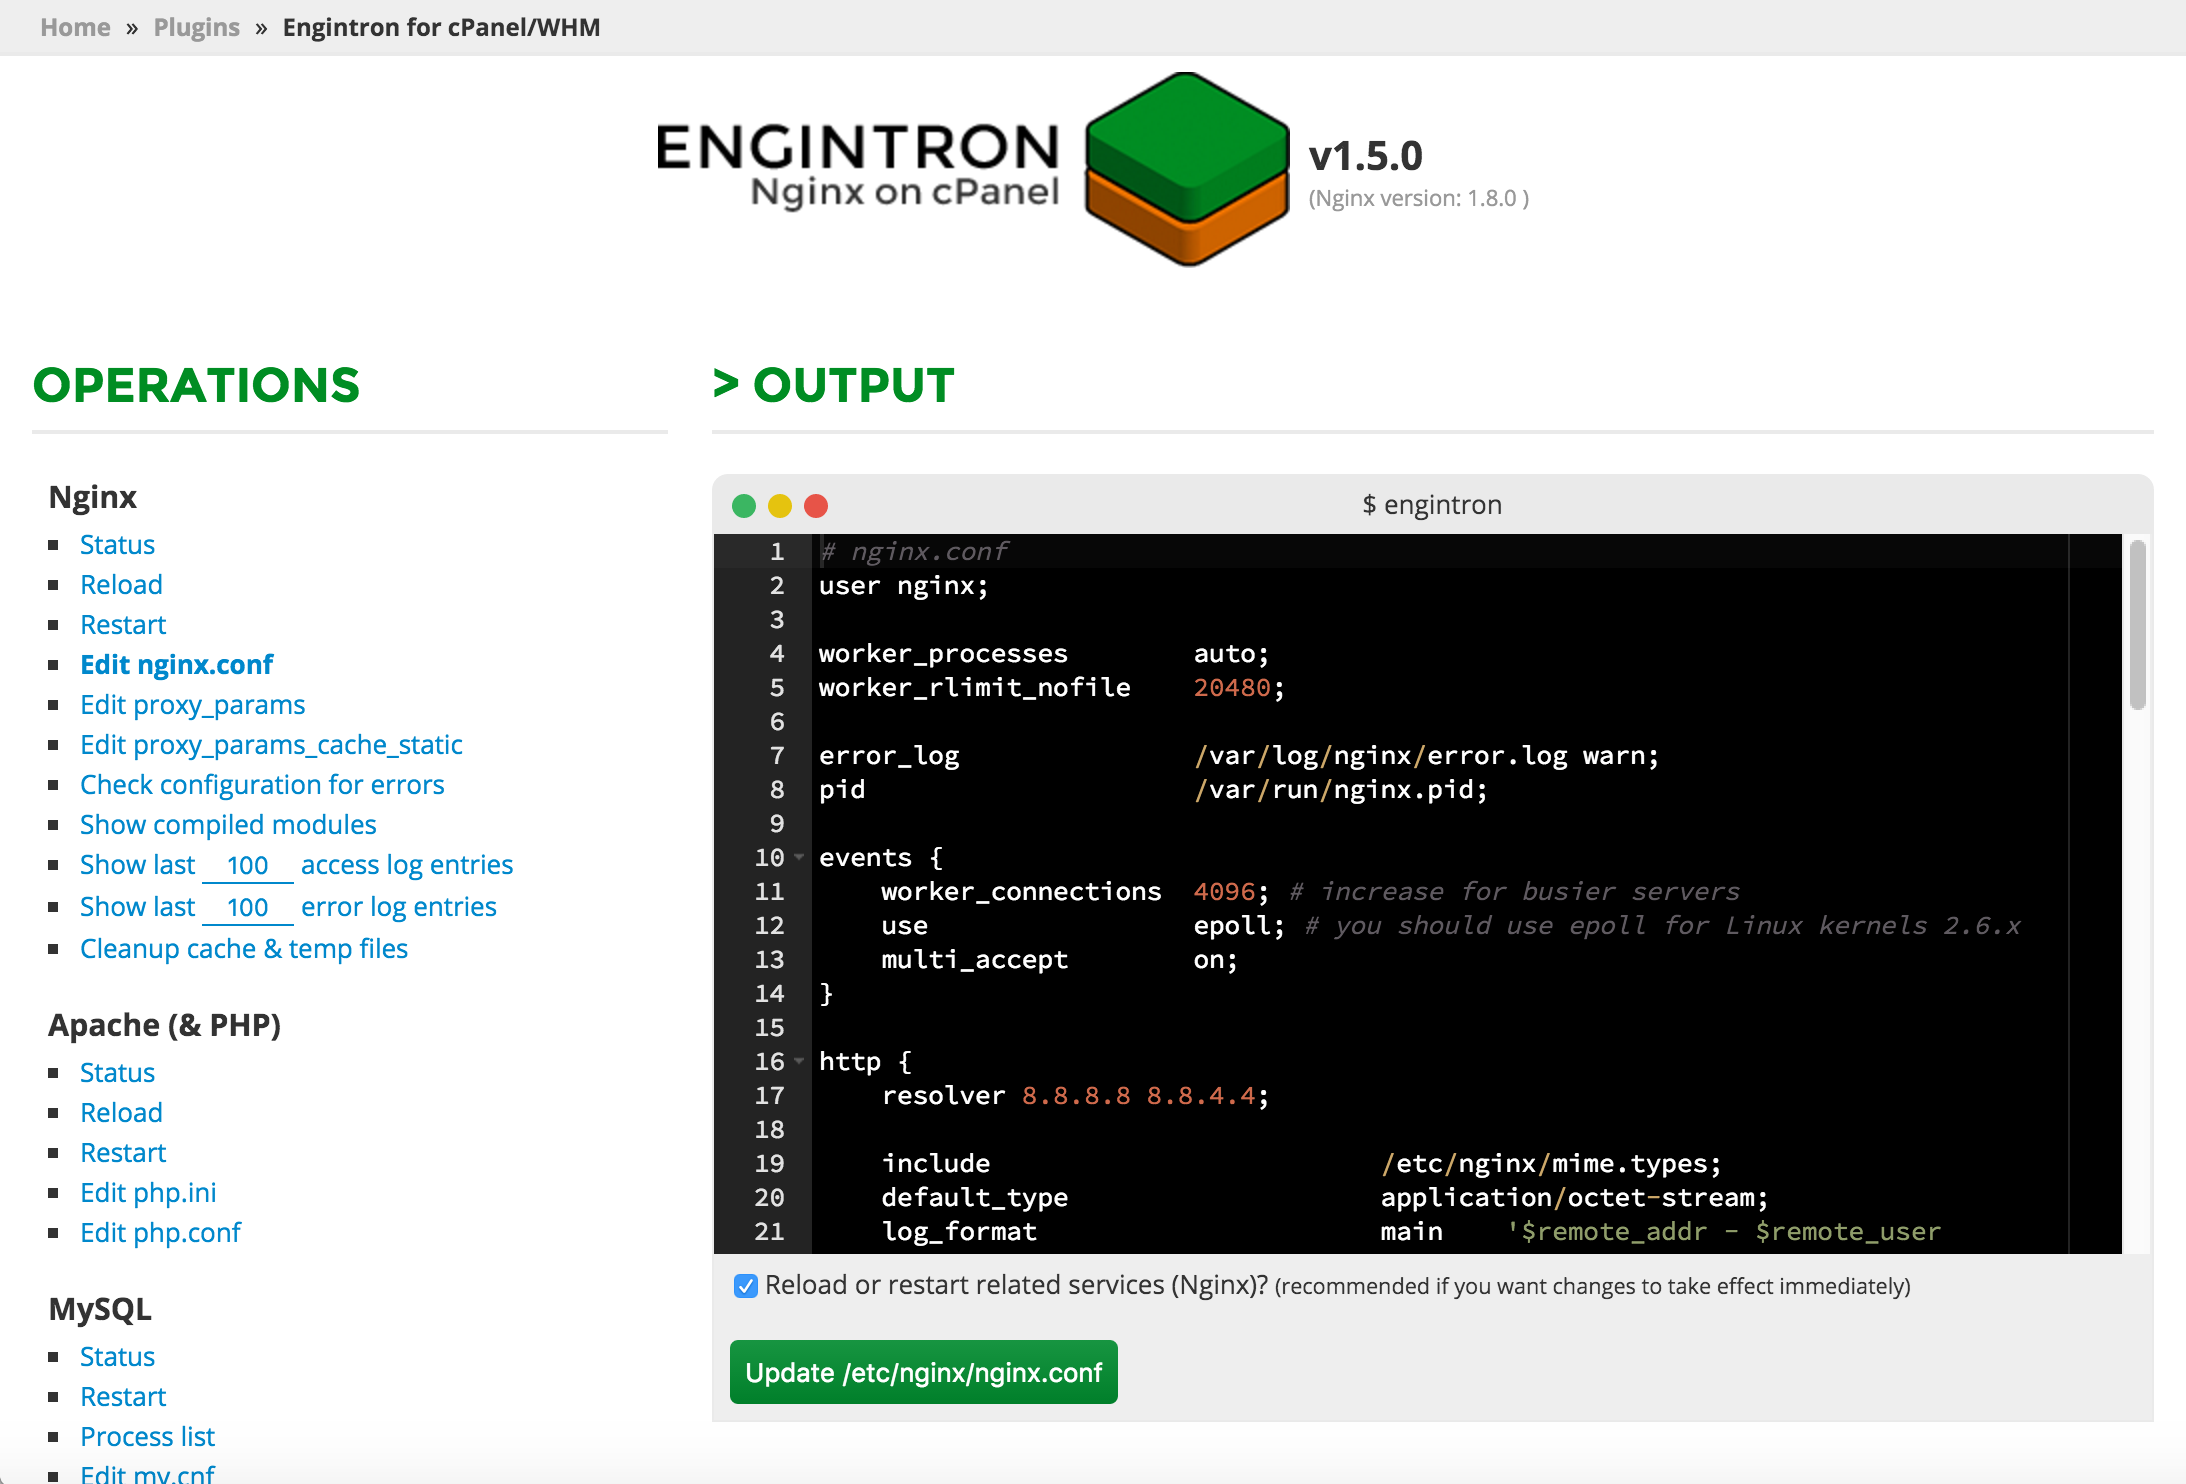 Home » Plugins » Engintron for cPanel/WHM
ENGINTRON
Nginx on cPanel
v1.5.0
(Nginx version: 1.8.0 )
OPERATIONS
Nginx
Status
Reload
Restart
Edit nginx.conf
Edit proxy_params
Edit proxy_params_cache_static
Check configuration for errors
Show compiled modules
Show last 100 access log entries
Show last 100 error log entries
Cleanup cache & temp files
Apache (& PHP)
Status
Reload
Restart
Edit php.ini
Edit php.conf
MySQL
Status
Restart
Process list
Edit my.cnf
> OUTPUT
$ engintron
1 # nginx.conf
2 user nginx;
3
4 worker_processes auto;
5 worker_rlimit_nofile 20480;
6
7 error_log /var/log/nginx/error.log warn;
8 pid /var/run/nginx.pid;
9
10 events {
11 worker_connections 4096; # increase for busier servers
12 use epoll; # you should use epoll for Linux kernels 2.6.x
13 multi_accept on;
14 }
15
16 http {
17 resolver 8.8.8.8 8.8.4.4;
18
19 include /etc/nginx/mime.types;
20 default_type application/octet-stream;
21 log_format main '$remote_addr - $remote_user
Reload or restart related services (Nginx)? (recommended if you want changes to take effect immediately)
Update /etc/nginx/nginx.conf